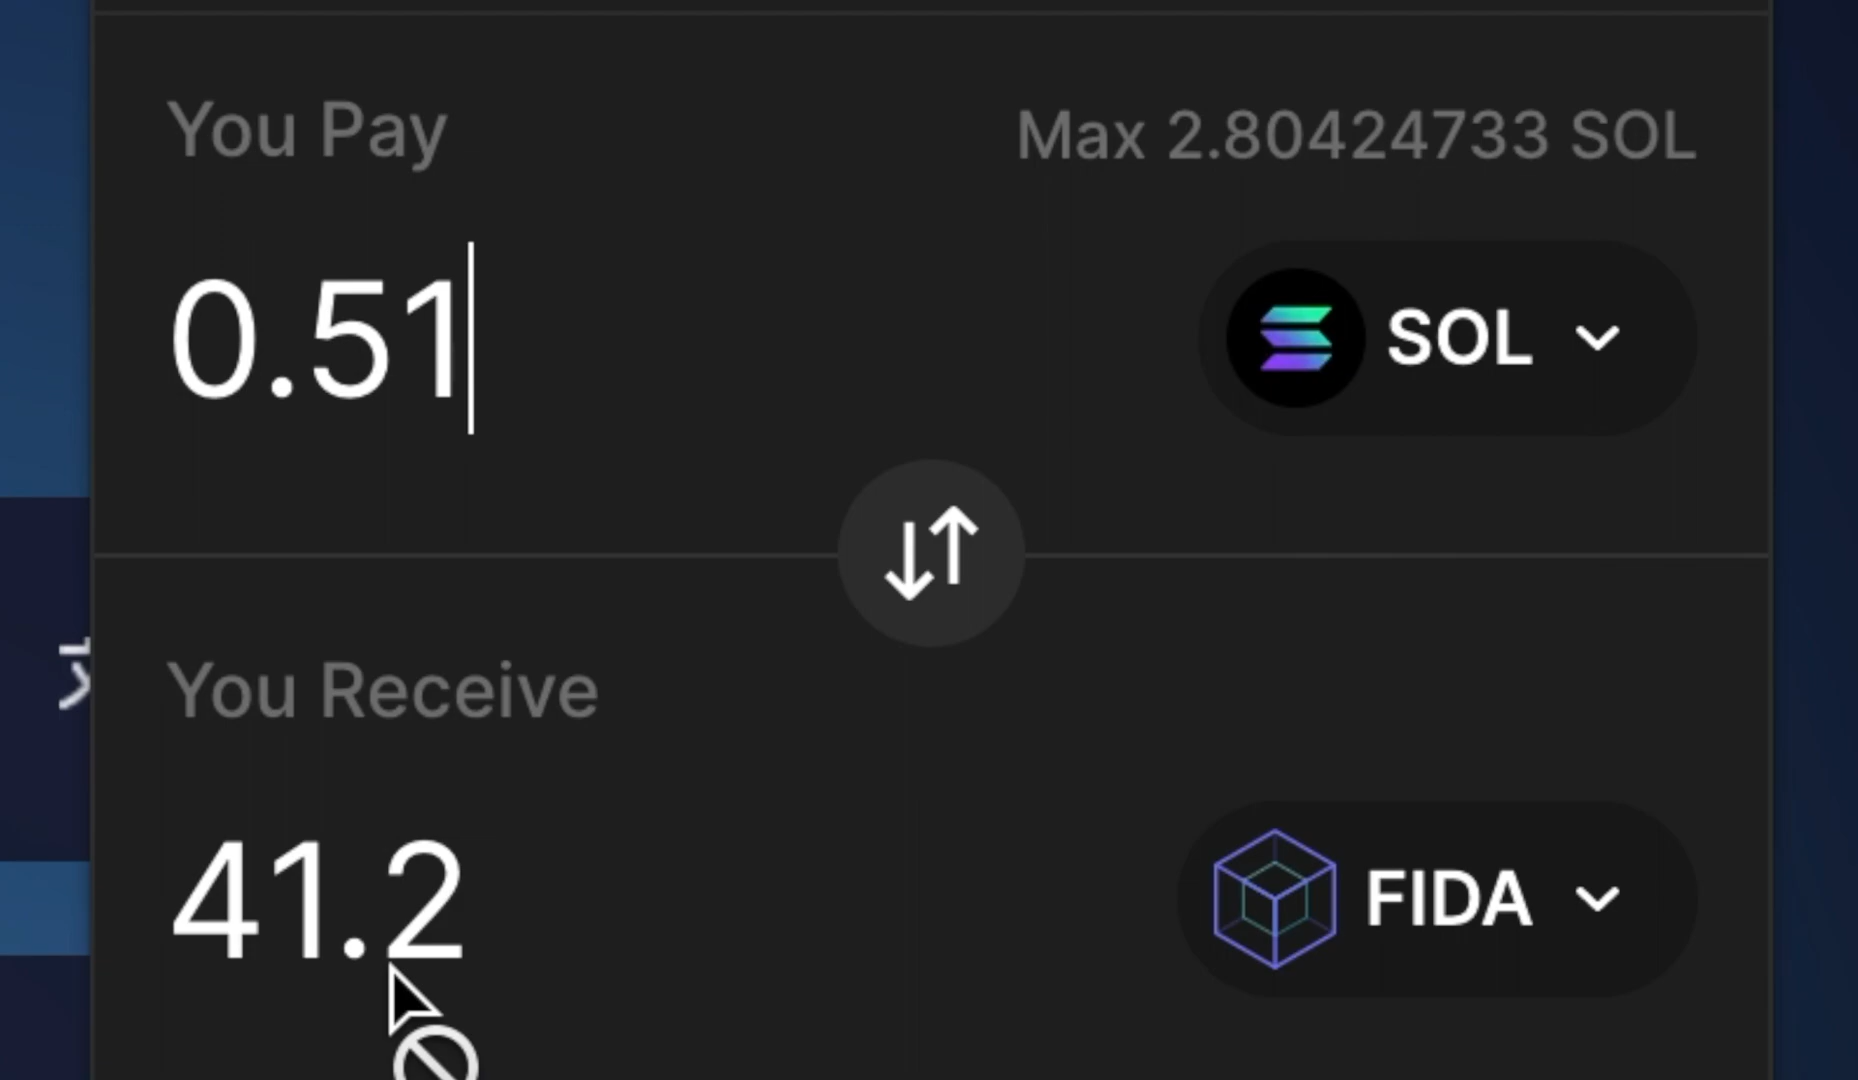 You Pay
Max 2.80424733 SOL
0.51
SOL
You Receive
41.2
FIDA